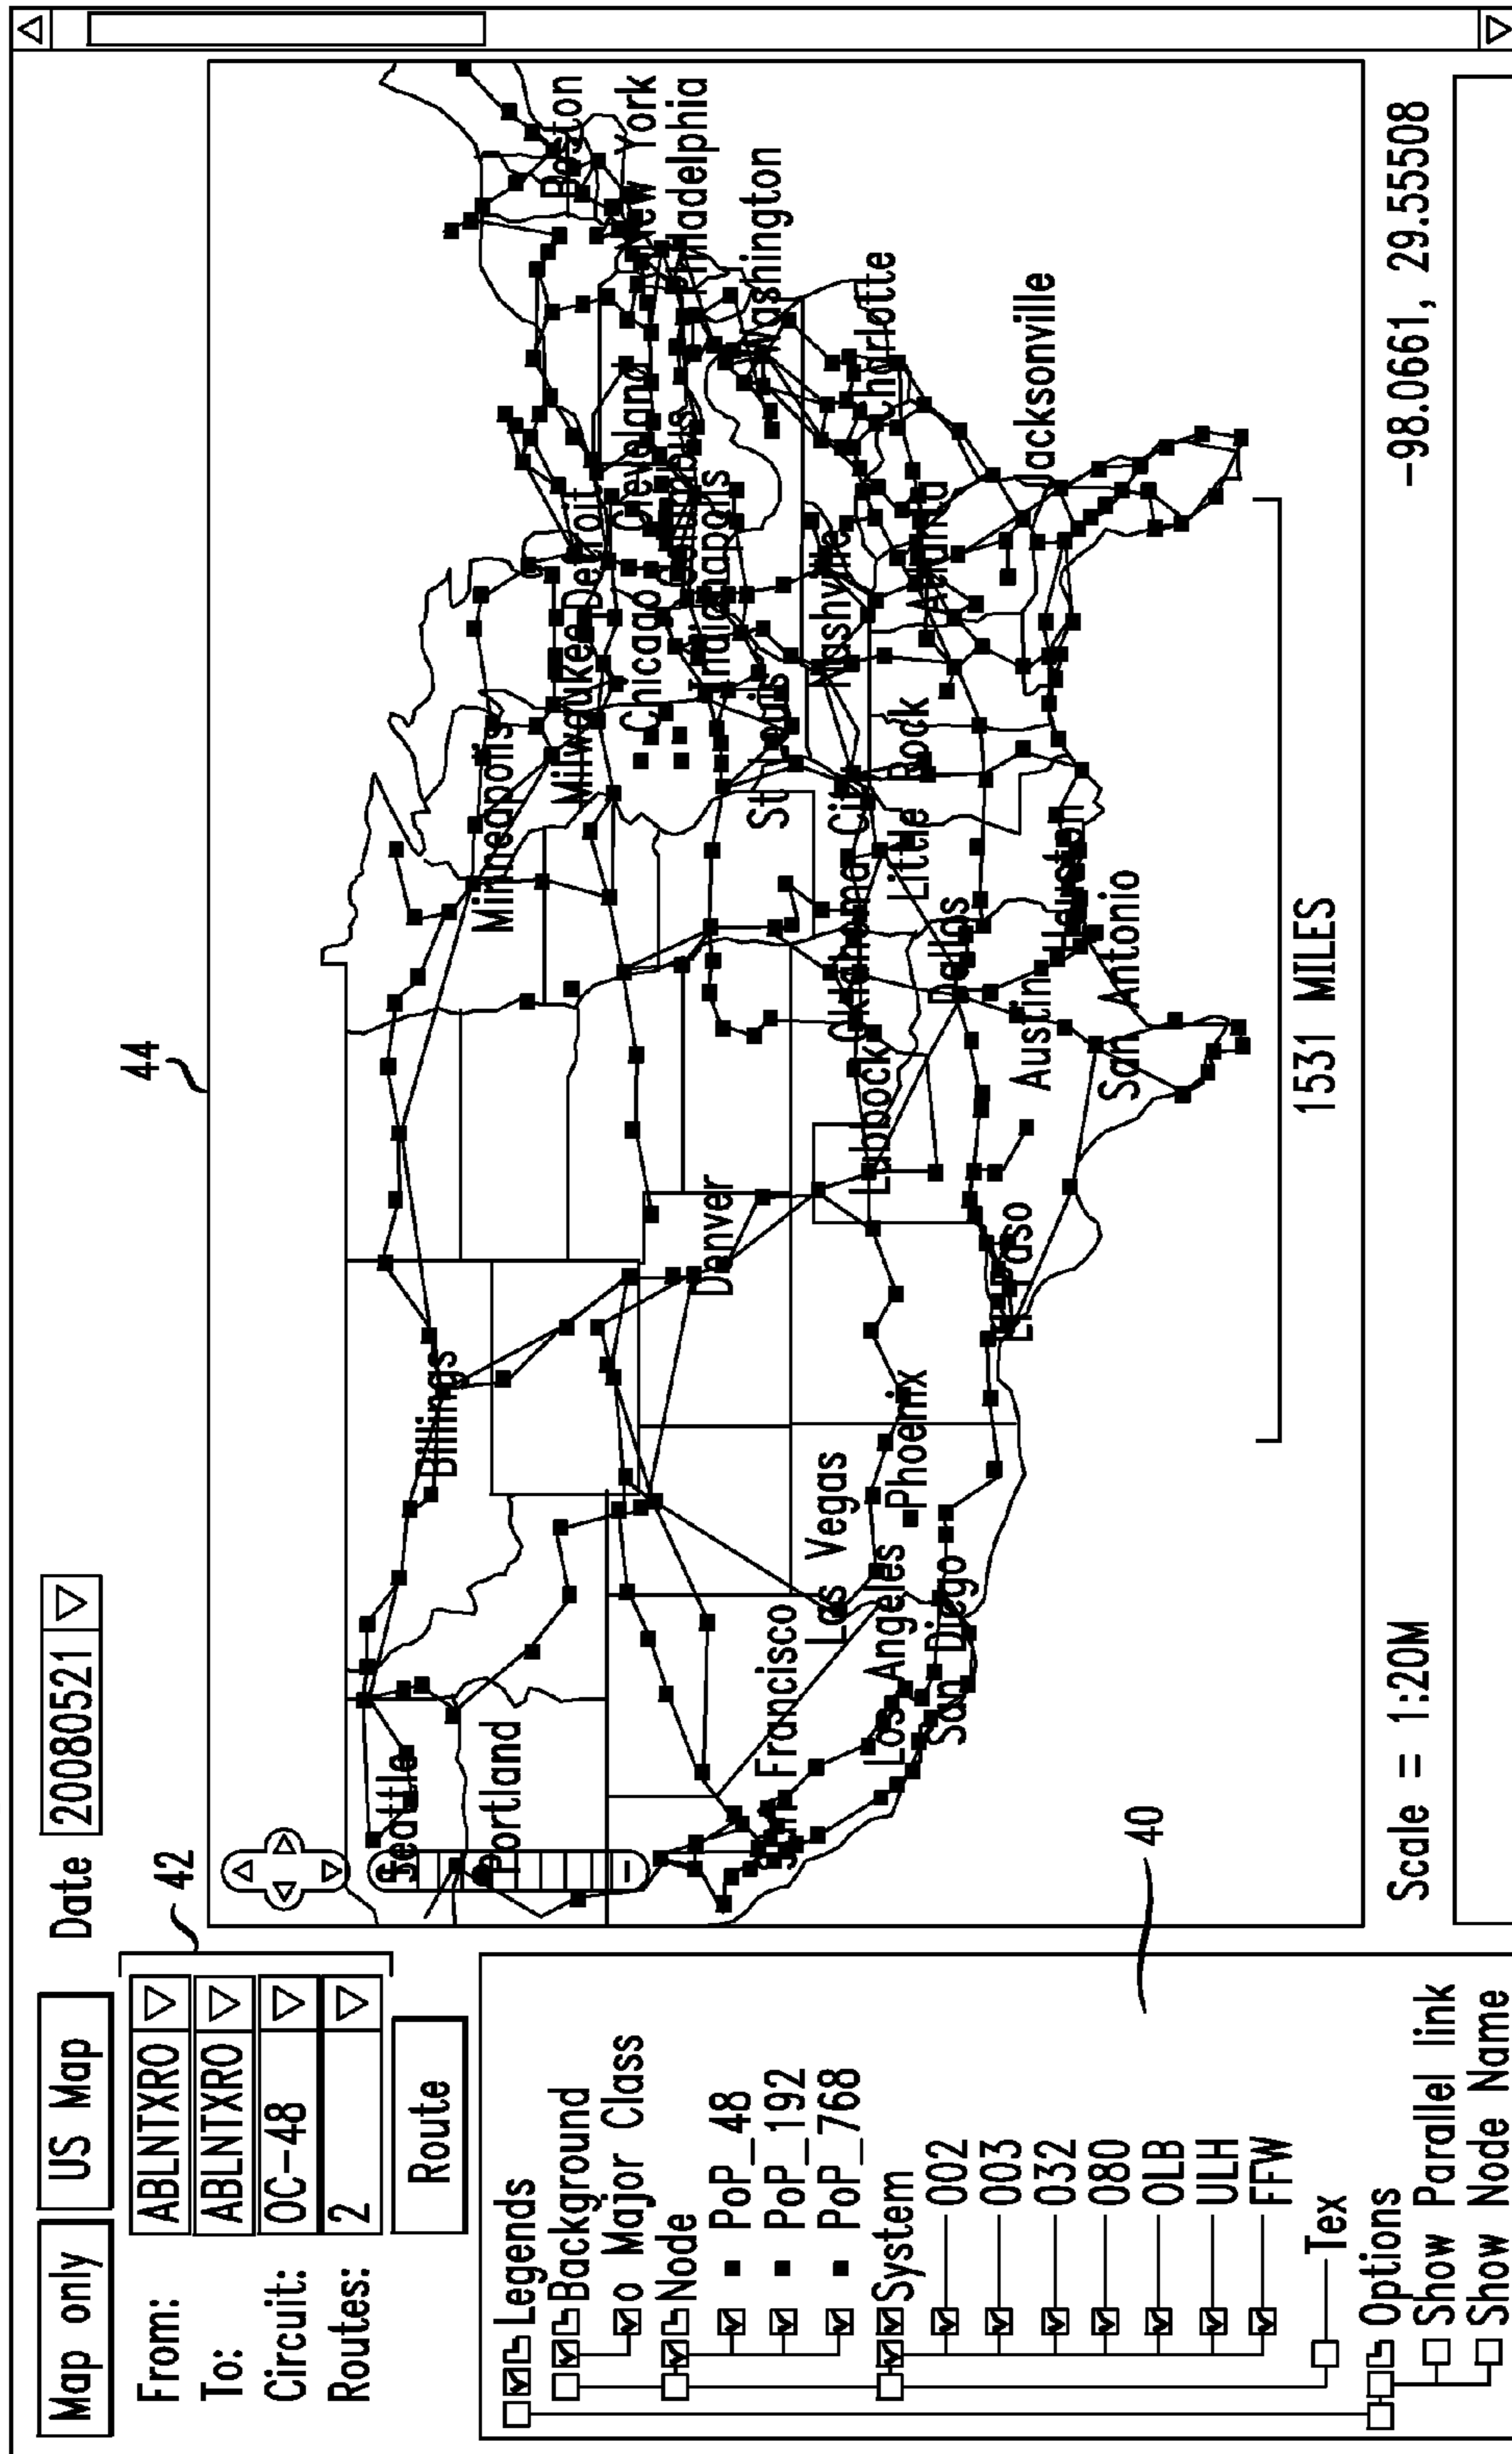 Map only
US Map
Date 20080521
From: ABLNTXRO
To: ABLNTXRO
Circuit: OC-48
Routes: 2
Route
42
44
Legends
Background
o Major Class
Node
PoP_48
PoP_192
PoP_768
System
002
003
032
080
OLB
ULH
FFW
Tex
Options
Show Parallel link
Show Node Name
40
Seattle
Portland
Billings
Minneapolis
Milwaukee
Detroit
Boston
New York
Philadelphia
Chicago
Cleveland
Indianapolis
Washington
Denver
San Francisco
St Louis
Las Vegas
Nashville
Charlotte
Los Angeles
Phoenix
Lubbock
Oklahoma City
Little Rock
Atlanta
San Diego
Dallas
El Paso
Austin
Houston
Jacksonville
San Antonio
1531 MILES
Scale = 1:20M
-98.0661, 29.55508